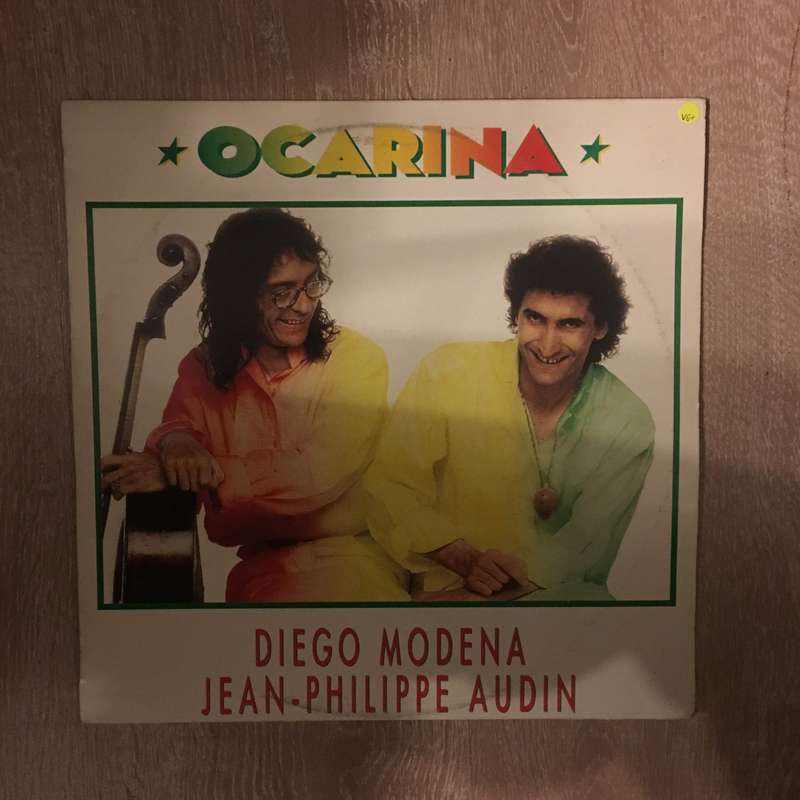 VG+
OCARINA
DIEGO MODENA
JEAN-PHILIPPE AUDIN